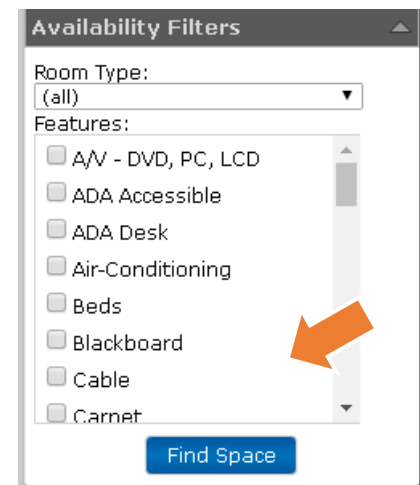 Availability Filters
Room Type:
(all)
Features:
A/V - DVD, PC, LCD
ADA Accessible
ADA Desk
Air-Conditioning
Beds
Blackboard
Cable
Carpet
Find Space